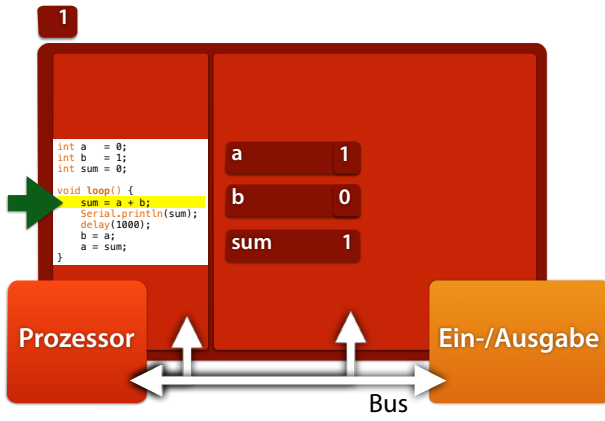 1
int a   = 0;
int b   = 1;
int sum = 0;
void loop() {
    sum = a + b;
    Serial.println(sum);
    delay(1000);
    b = a;
    a = sum;
}
a 1
b 0
sum 1
Prozessor
Ein-/Ausgabe
Bus